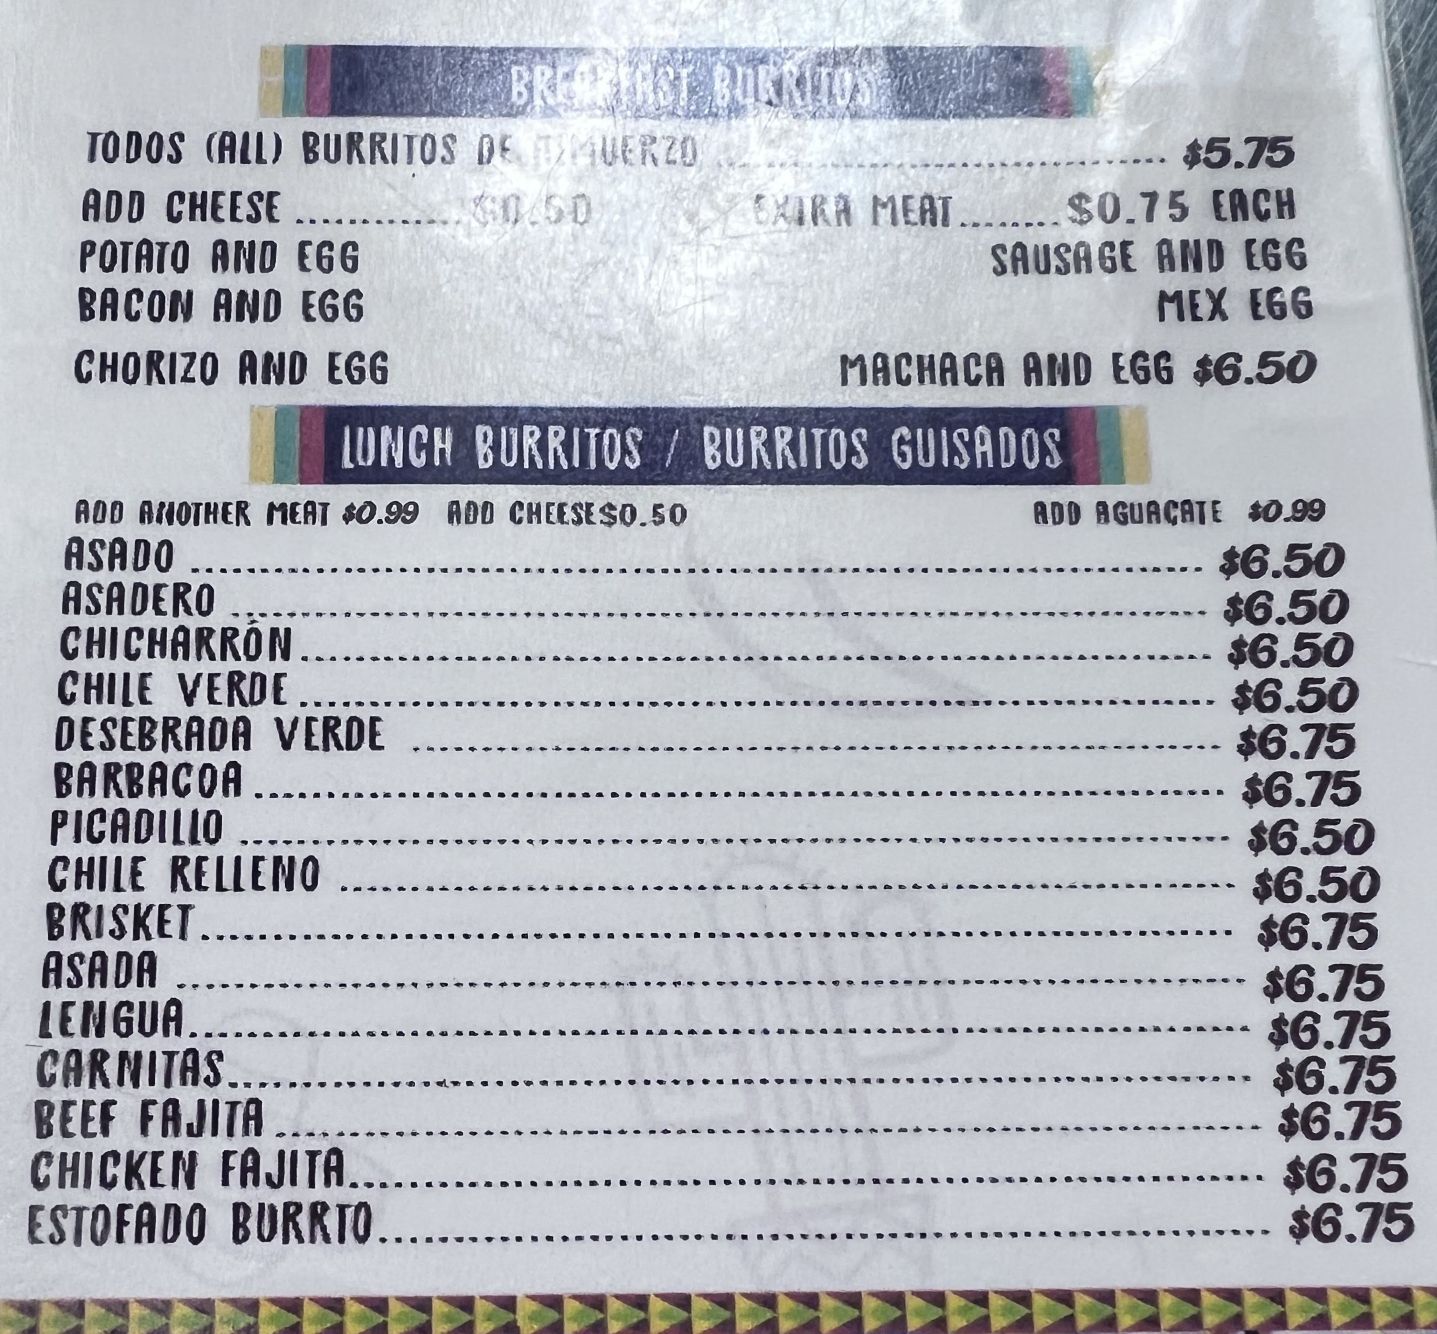 BREAKFAST BURRITOS
TODOS (ALL) BURRITOS DE ALMUERZO ........ $5.75
ADD CHEESE ............ $0.50 EXTRA MEAT........$0.75 EACH
POTATO AND EGG SAUSAGE AND EGG
BACON AND EGG MEX EGG
CHORIZO AND EGG MACHACA AND EGG $6.50
LUNCH BURRITOS / BURRITOS GUISADOS
ADD ANOTHER MEAT $0.99 ADD CHEESE$0.50 ADD AGUACATE $0.99
ASADO ........ $6.50
ASADERO ........ $6.50
CHICHARRÓN........ $6.50
CHILE VERDE ........ $6.50
DESEBRADA VERDE ........ $6.75
BARBACOA ........ $6.75
PICADILLO ........ $6.50
CHILE RELLENO ........ $6.50
BRISKET........ $6.75
ASADA ........ $6.75
LENGUA........ $6.75
CARNITAS........ $6.75
BEEF FAJITA ........ $6.75
CHICKEN FAJITA........ $6.75
ESTOFADO BURRTO........ $6.75